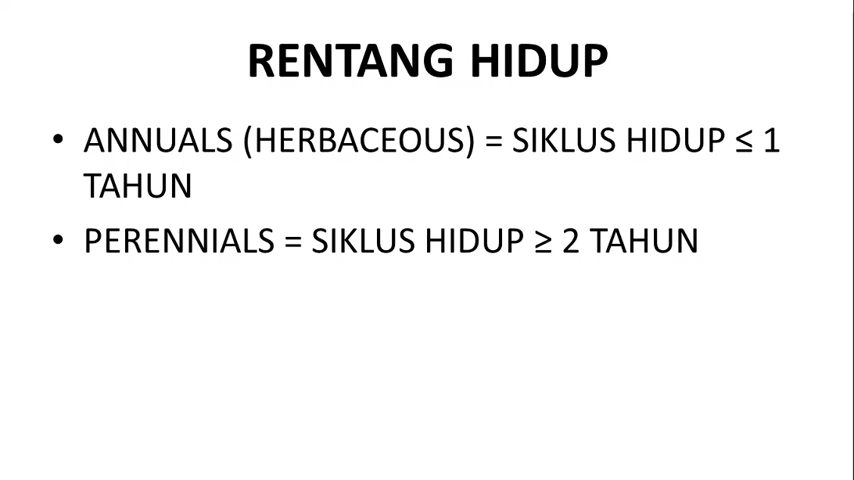 RENTANG HIDUP
• ANNUALS (HERBACEOUS) = SIKLUS HIDUP ≤ 1
TAHUN
• PERENNIALS = SIKLUS HIDUP ≥ 2 TAHUN